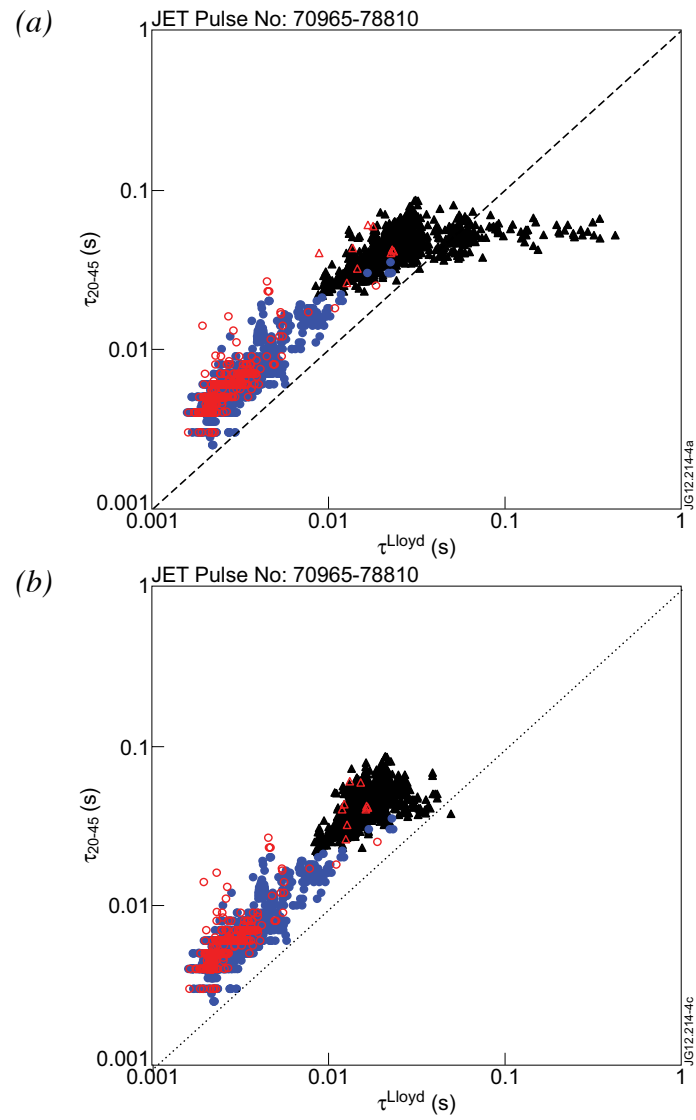 (a)
JET Pulse No: 70965-78810
1
0.1
0.01
0.001
τ20-45 (s)
0.001
0.01
0.1
1
τLloyd (s)
JG12.214-4a
(b)
JET Pulse No: 70965-78810
1
0.1
0.01
0.001
τ20-45 (s)
0.001
0.01
0.1
1
τLloyd (s)
JG12.214-4c